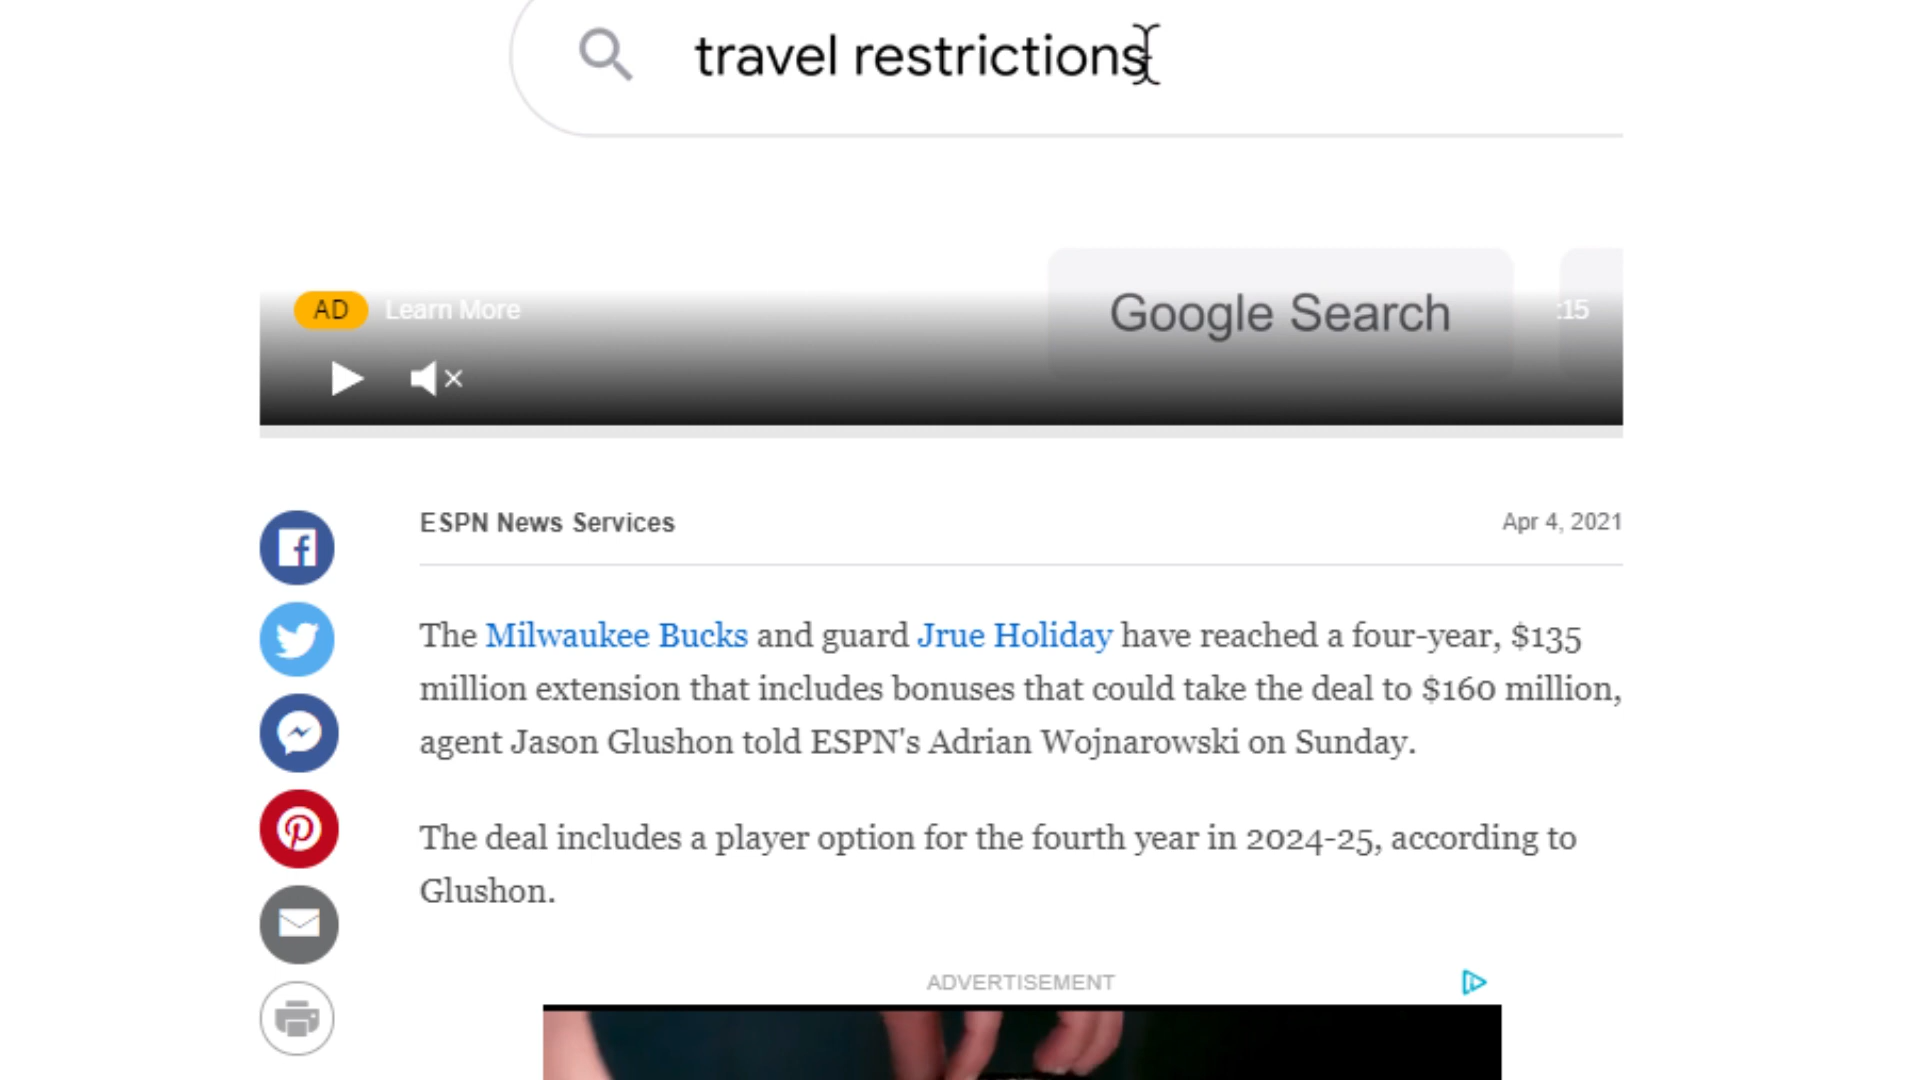 travel restrictions
AD Learn More
Google Search
:15
ESPN News Services
Apr 4, 2021
The Milwaukee Bucks and guard Jrue Holiday have reached a four-year, $135
million extension that includes bonuses that could take the deal to $160 million,
agent Jason Glushon told ESPN's Adrian Wojnarowski on Sunday.
The deal includes a player option for the fourth year in 2024-25, according to
Glushon.
ADVERTISEMENT